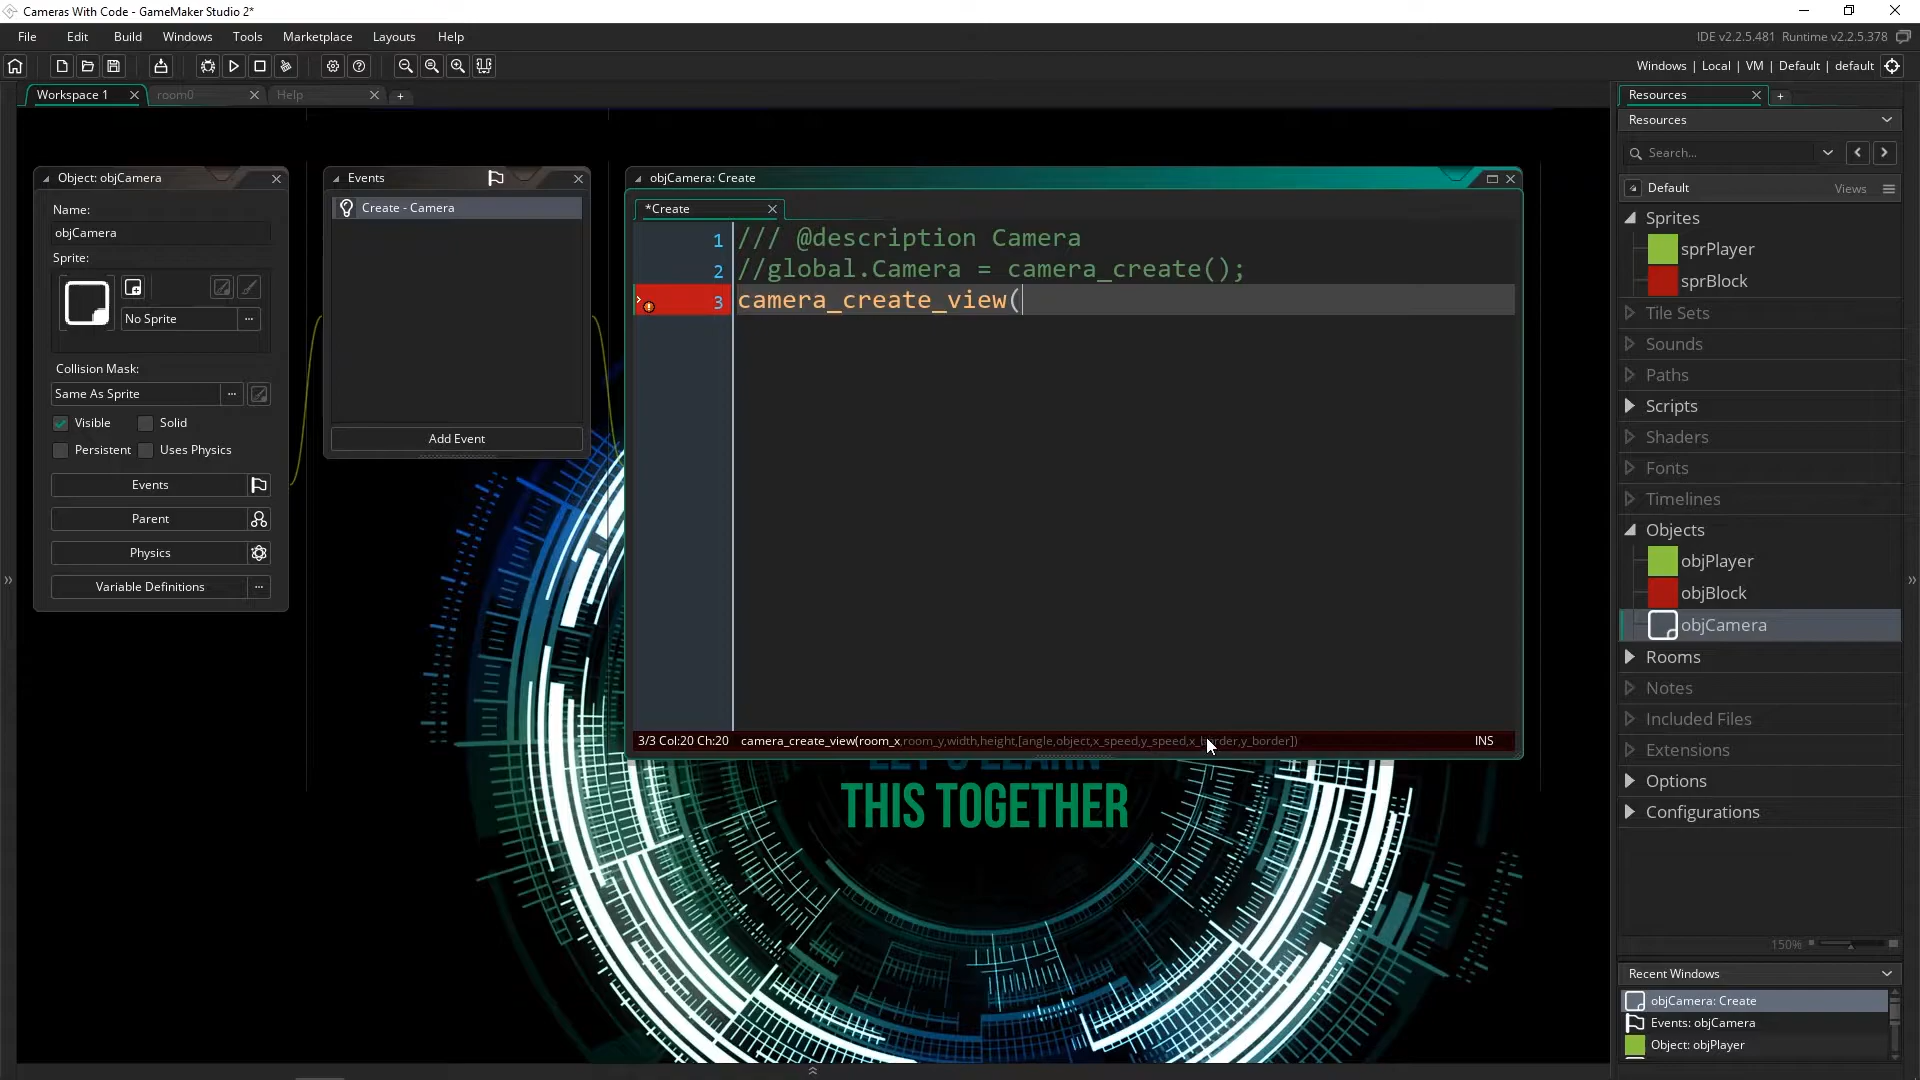 Cameras With Code - GameMaker Studio 2*
File Edit Build Windows Tools Marketplace Layouts Help
IDE v2.2.5.481 Runtime v2.2.5.378
Windows | Local | VM | Default | default
Workspace 1 room0 Help +
Object: objCamera
Name:
objCamera
Sprite:
No Sprite ...
Collision Mask:
Same As Sprite ...
Visible Solid
Persistent Uses Physics
Events
Parent
Physics
Variable Definitions ...
Events
Create - Camera
Add Event
objCamera: Create
*Create
1 /// @description Camera
2 //global.Camera = camera_create();
3 camera_create_view(
3/3 Col:20 Ch:20 camera_create_view(room_x,room_y,width,height,[angle,object,x_speed,y_speed,x_border,y_border]) INS
LET'S LEARN
THIS TOGETHER
Resources +
Resources
Search...
Default Views
Sprites
sprPlayer
sprBlock
Tile Sets
Sounds
Paths
Scripts
Shaders
Fonts
Timelines
Objects
objPlayer
objBlock
objCamera
Rooms
Notes
Included Files
Extensions
Options
Configurations
150%
Recent Windows
objCamera: Create
Events: objCamera
Object: objPlayer